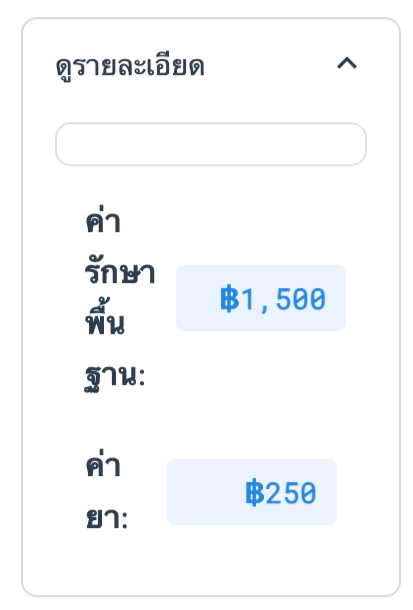 ดูรายละเอียด
ค่า
รักษา
พื้น
ฐาน:
฿1,500
ค่า
ยา:
฿250